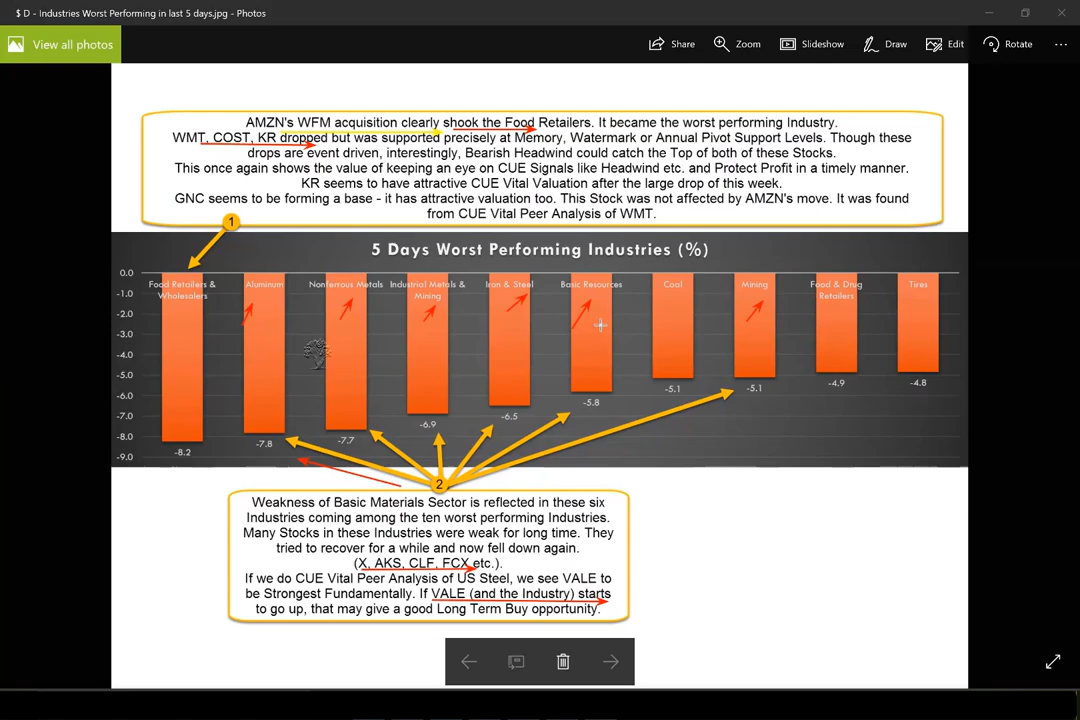 $ D - Industries Worst Performing in last 5 days.jpg - Photos
View all photos
Share
Zoom
Slideshow
Draw
Edit
Rotate
AMZN's WFM acquisition clearly shook the Food Retailers. It became the worst performing Industry.
WMT, COST, KR dropped but was supported precisely at Memory, Watermark or Annual Pivot Support Levels. Though these
drops are event driven, interestingly, Bearish Headwind could catch the Top of both of these Stocks.
This once again shows the value of keeping an eye on CUE Signals like Headwind etc. and Protect Profit in a timely manner.
KR seems to have attractive CUE Vital Valuation after the large drop of this week.
GNC seems to be forming a base - it has attractive valuation too. This Stock was not affected by AMZN's move. It was found
from CUE Vital Peer Analysis of WMT.
1
5 Days Worst Performing Industries (%)
0.0
-1.0
-2.0
-3.0
-4.0
-5.0
-6.0
-7.0
-8.0
-9.0
Food Retailers &
Wholesalers
Aluminum
Nonferrous Metals
Industrial Metals &
Mining
Iron & Steel
Basic Resources
Coal
Mining
Food & Drug
Retailers
Tires
-8.2
-7.8
-7.7
-6.9
-6.5
-5.8
-5.1
-5.1
-4.9
-4.8
2
Weakness of Basic Materials Sector is reflected in these six
Industries coming among the ten worst performing Industries.
Many Stocks in these Industries were weak for long time. They
tried to recover for a while and now fell down again.
(X, AKS, CLF, FCX etc.).
If we do CUE Vital Peer Analysis of US Steel, we see VALE to
be Strongest Fundamentally. If VALE (and the Industry) starts
to go up, that may give a good Long Term Buy opportunity.